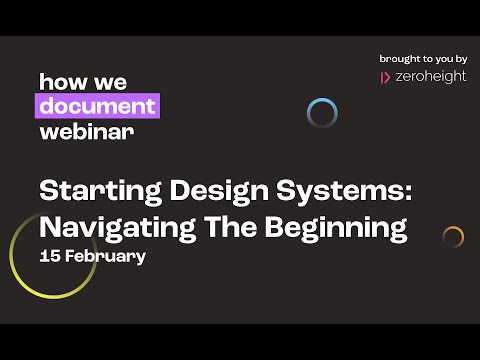 how we
document
webinar
brought to you by
zeroheight
Starting Design Systems:
Navigating The Beginning
15 February